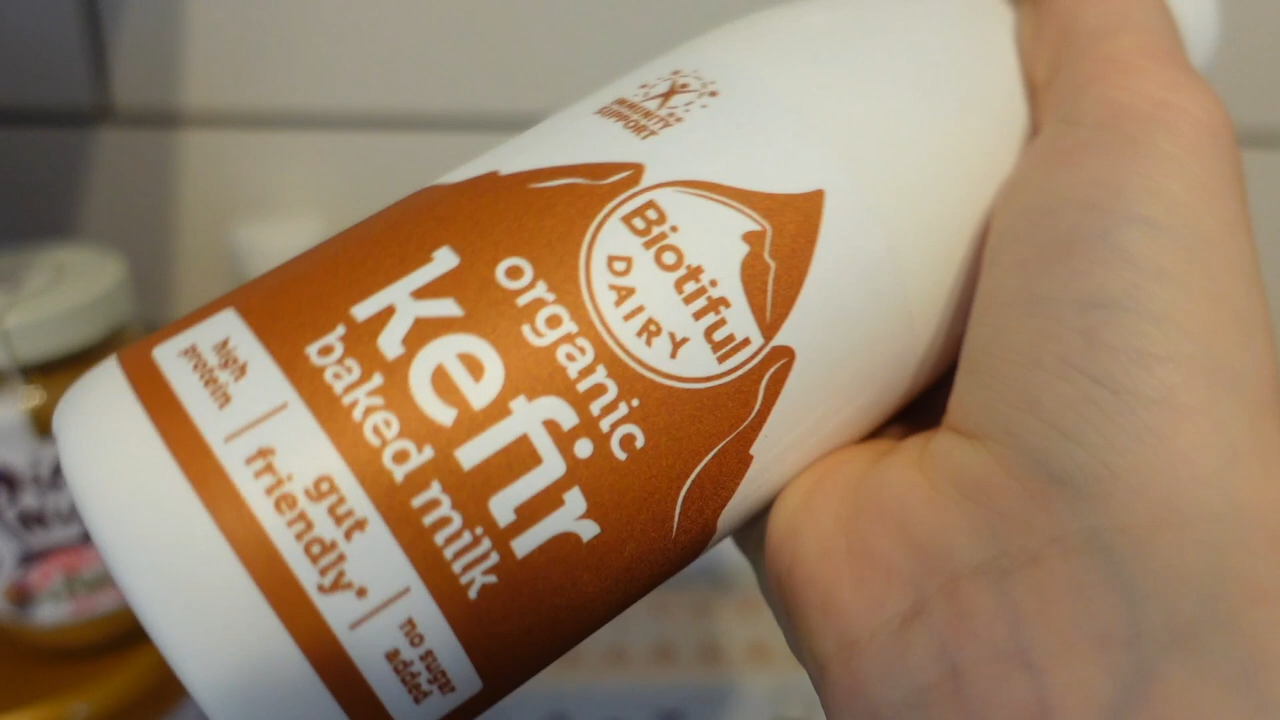 IMMUNITY
SUPPORT
Biotiful
DAIRY
organic
kefir
baked milk
high
protein
gut
friendly*
no sugar
added